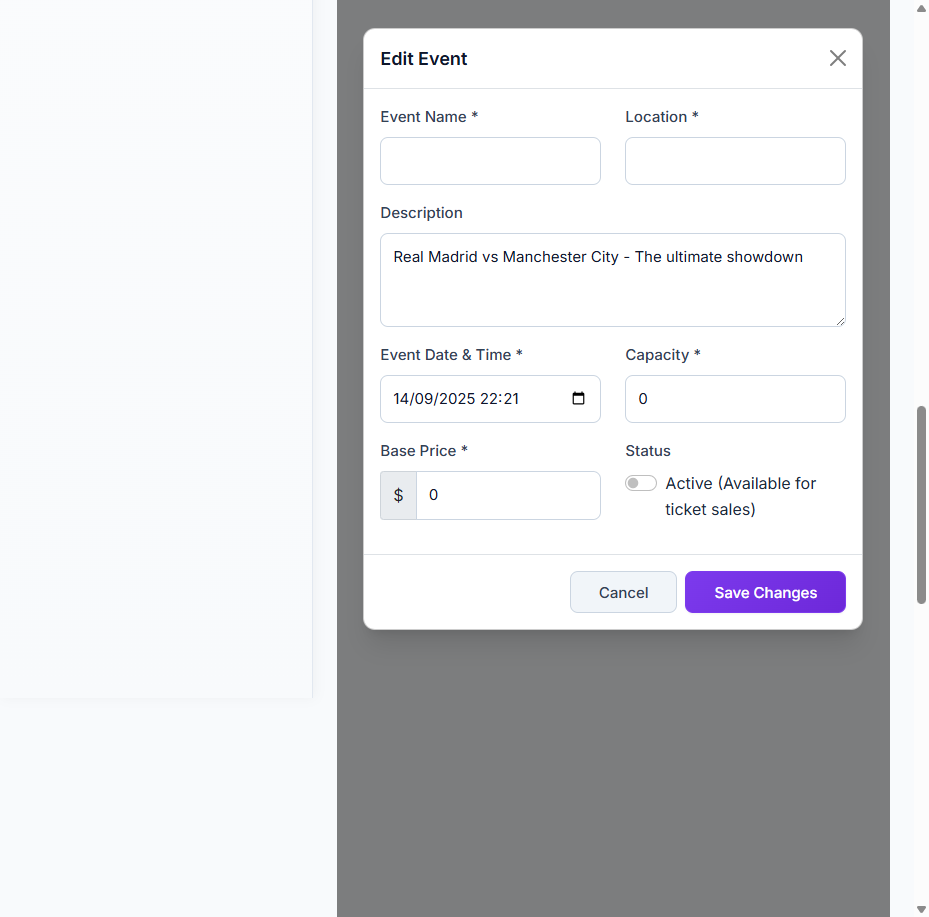 Edit Event
Event Name *
Location *
Description
Real Madrid vs Manchester City - The ultimate showdown
Event Date & Time *
Capacity *
14/09/2025 22:21
0
Base Price *
Status
$ 0
Active (Available for
ticket sales)
Cancel
Save Changes